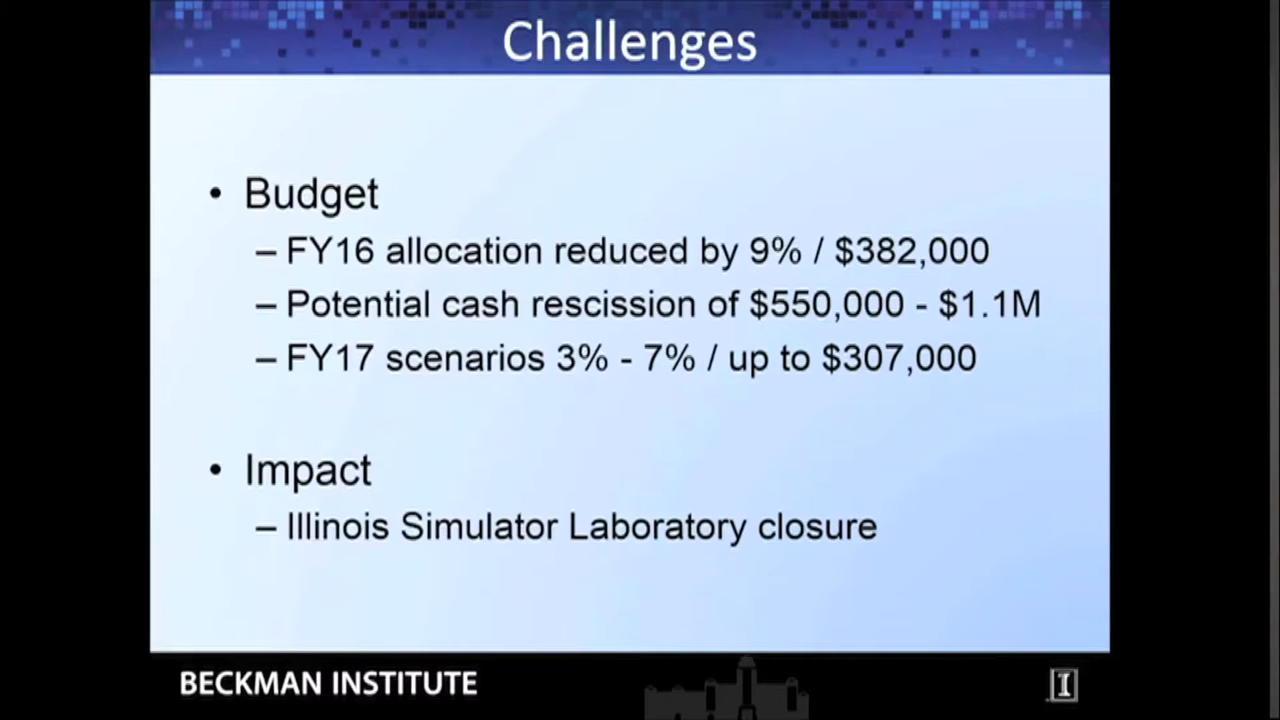 Challenges
• Budget
– FY16 allocation reduced by 9% / $382,000
– Potential cash rescission of $550,000 - $1.1M
– FY17 scenarios 3% - 7% / up to $307,000
• Impact
– Illinois Simulator Laboratory closure
BECKMAN INSTITUTE
I